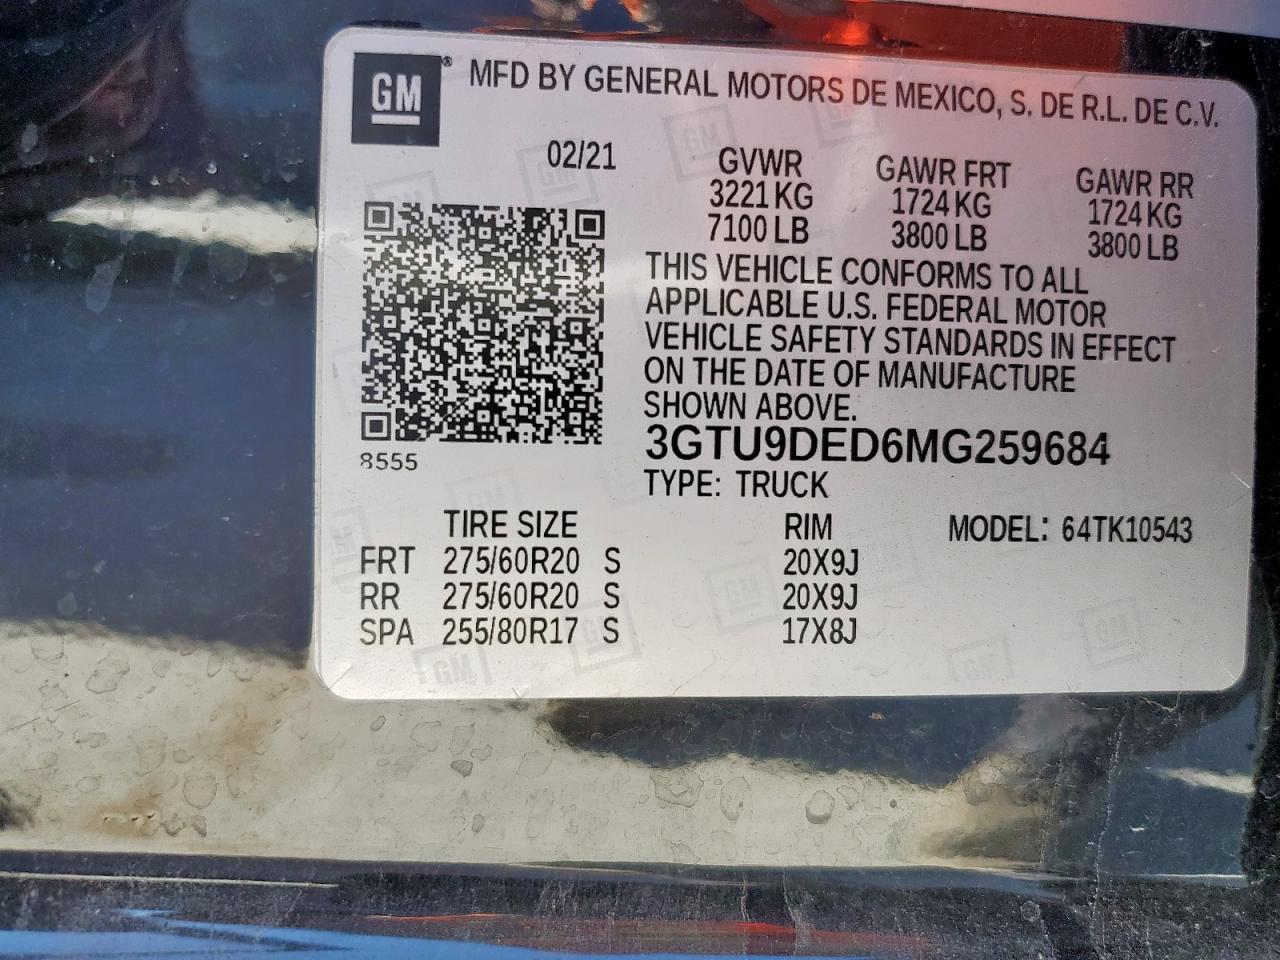 GM® MFD BY GENERAL MOTORS DE MEXICO, S. DE R.L. DE C.V.
02/21 GVWR GAWR FRT GAWR RR
3221 KG 1724 KG 1724 KG
7100 LB 3800 LB 3800 LB
THIS VEHICLE CONFORMS TO ALL
APPLICABLE U.S. FEDERAL MOTOR
VEHICLE SAFETY STANDARDS IN EFFECT
ON THE DATE OF MANUFACTURE
SHOWN ABOVE.
3GTU9DED6MG259684
8555
TYPE: TRUCK
TIRE SIZE RIM MODEL: 64TK10543
FRT 275/60R20 S 20X9J
RR 275/60R20 S 20X9J
SPA 255/80R17 S 17X8J